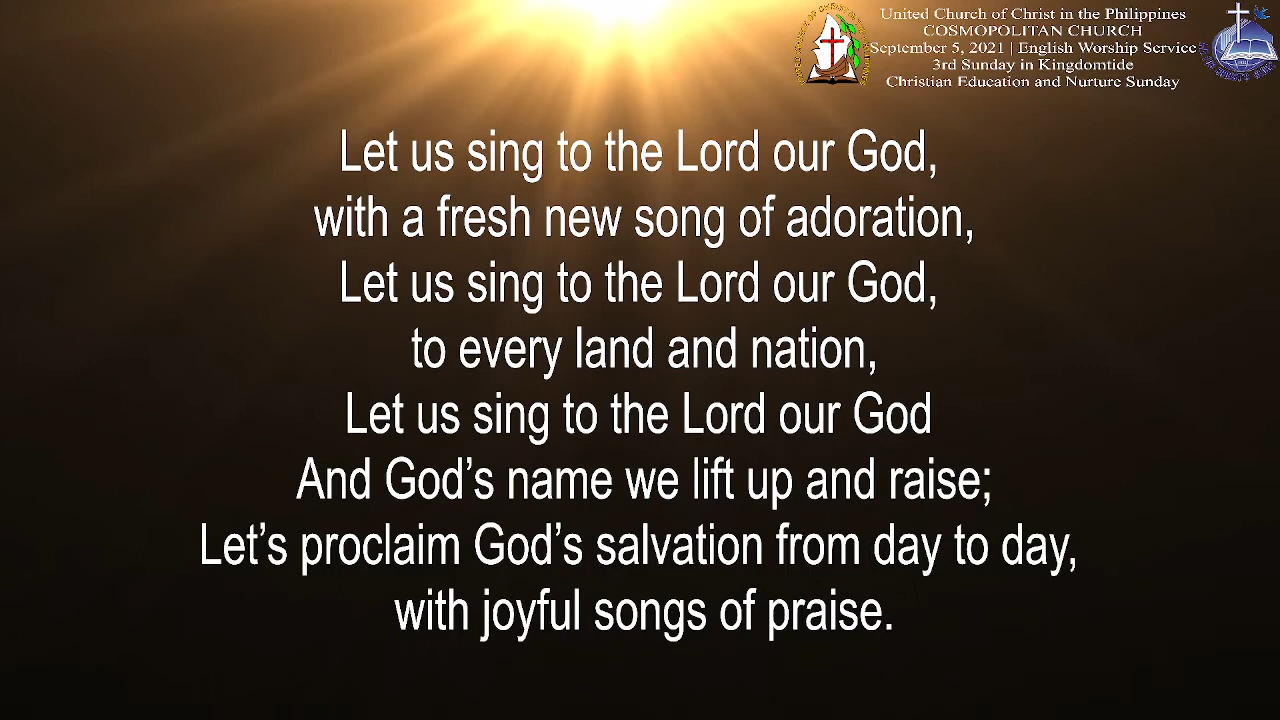 United Church of Christ in the Philippines
COSMOPOLITAN CHURCH
September 5, 2021 | English Worship Service
3rd Sunday in Kingdomtide
Christian Education and Nurture Sunday
Let us sing to the Lord our God,
with a fresh new song of adoration,
Let us sing to the Lord our God,
to every land and nation,
Let us sing to the Lord our God
And God’s name we lift up and raise;
Let’s proclaim God’s salvation from day to day,
with joyful songs of praise.